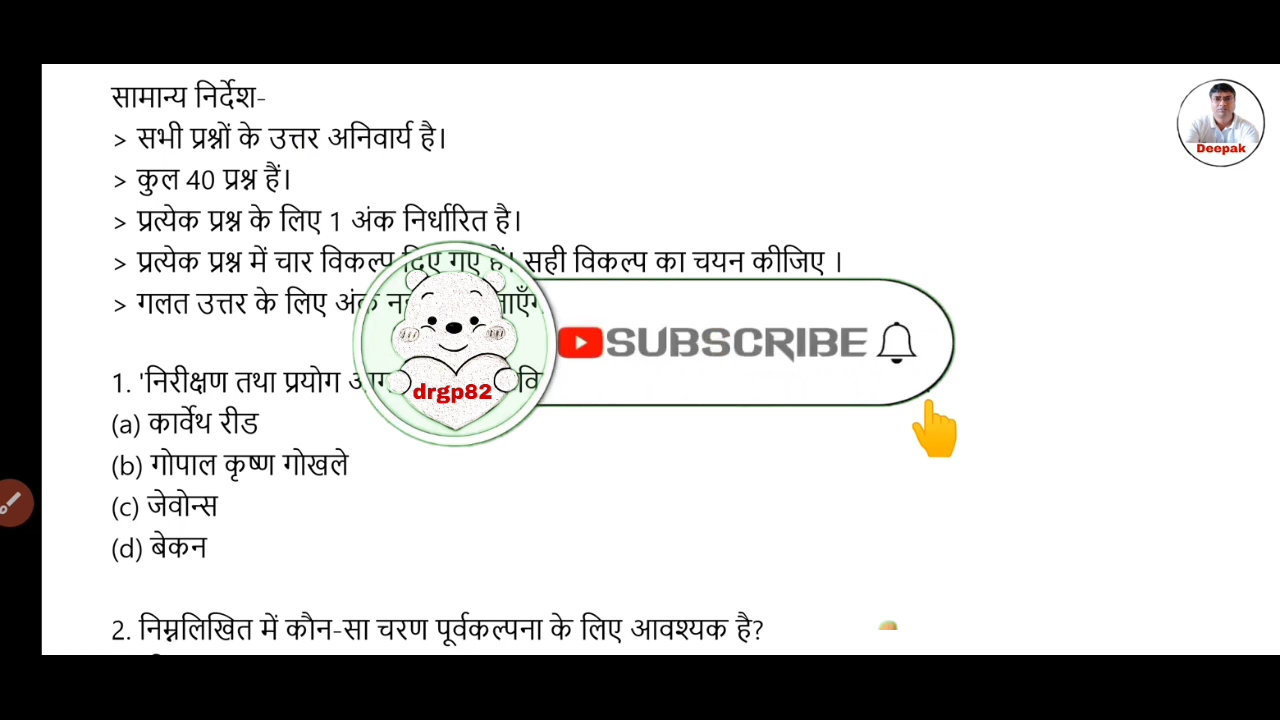 सामान्य निर्देश-
> सभी प्रश्नों के उत्तर अनिवार्य है।
> कुल 40 प्रश्न हैं।
> प्रत्येक प्रश्न के लिए 1 अंक निर्धारित है।
> प्रत्येक प्रश्न में चार विकल्प दिए गए हैं। सही विकल्प का चयन कीजिए ।
> गलत उत्तर के लिए अंक
1. 'निरीक्षण तथा प्रयोग
(a) कार्वेथ रीड
(b) गोपाल कृष्ण गोखले
(c) जेवोन्स
(d) बेकन
2. निम्नलिखित में कौन-सा चरण पूर्वकल्पना के लिए आवश्यक है?
Deepak
drgp82
SUBSCRIBE